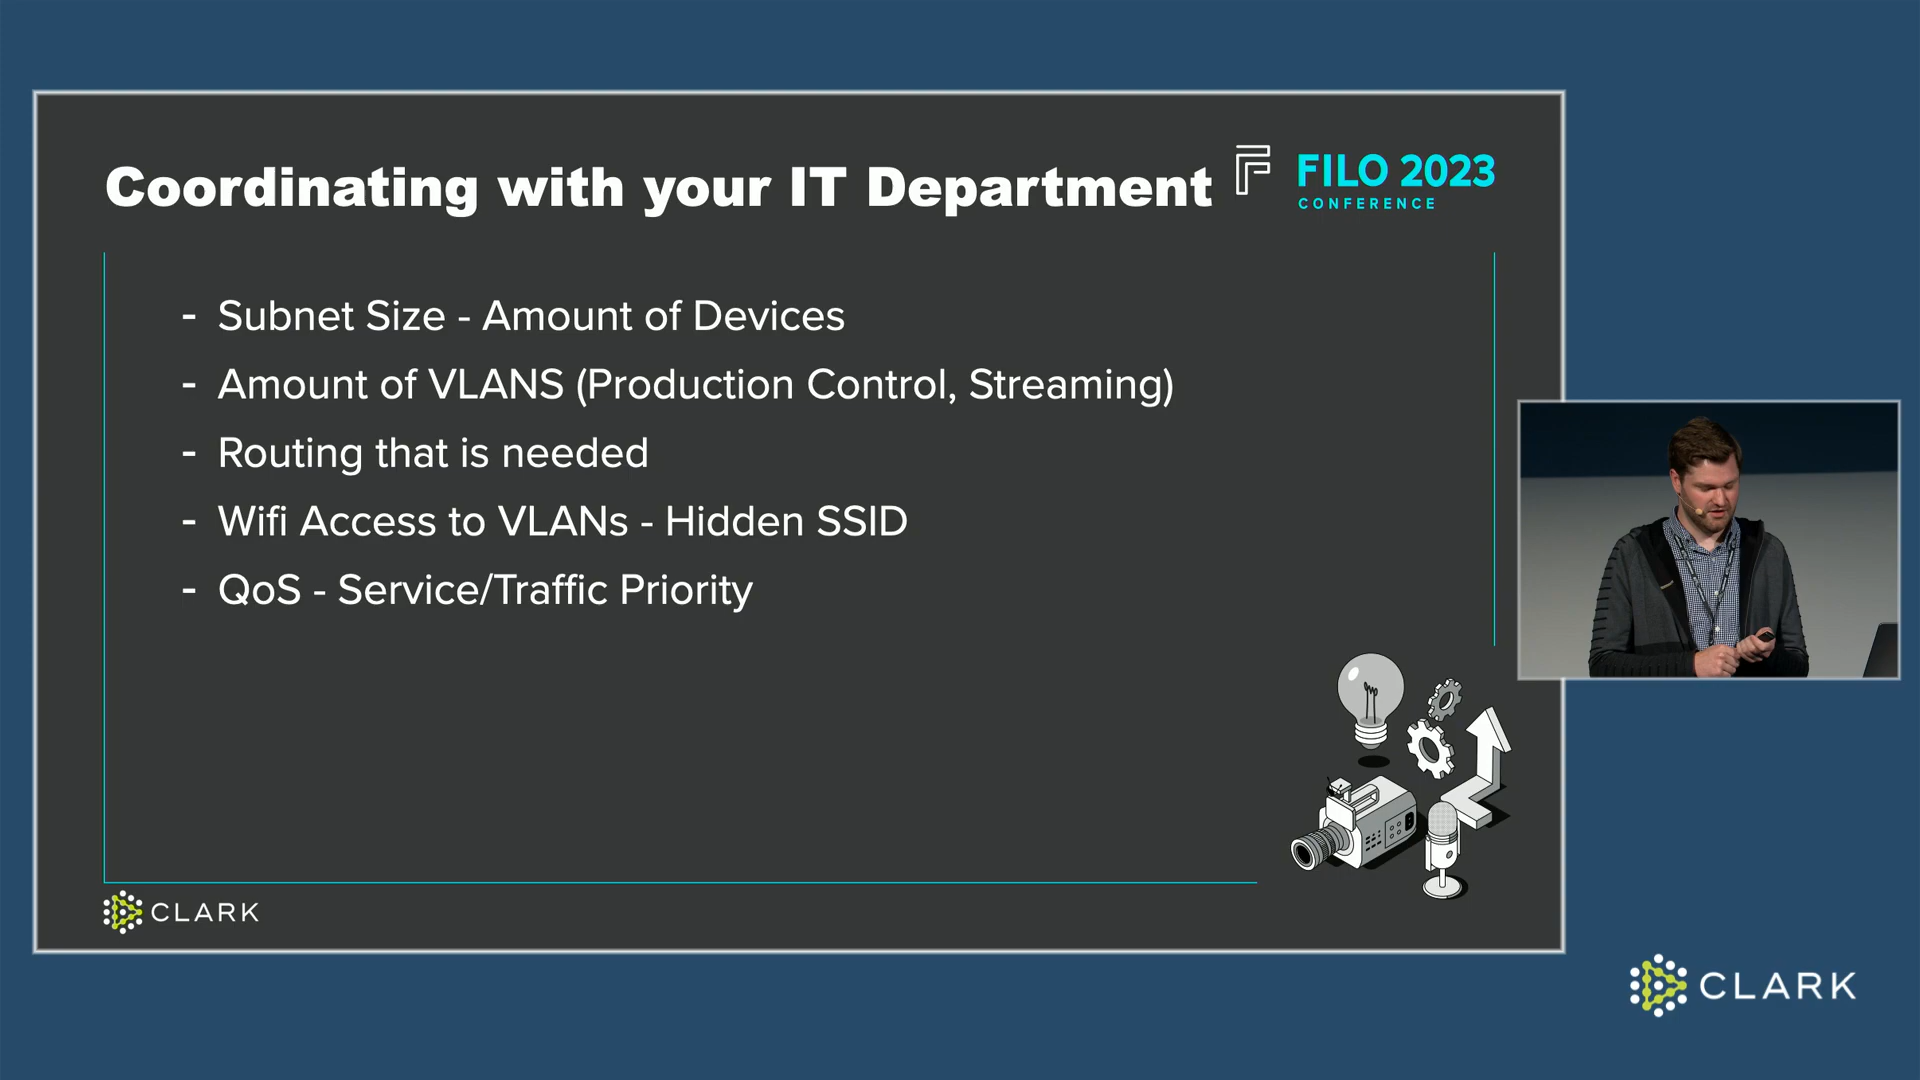 Coordinating with your IT Department
FILO 2023
CONFERENCE
- Subnet Size - Amount of Devices
- Amount of VLANS (Production Control, Streaming)
- Routing that is needed
- Wifi Access to VLANs - Hidden SSID
- QoS - Service/Traffic Priority
CLARK
CLARK